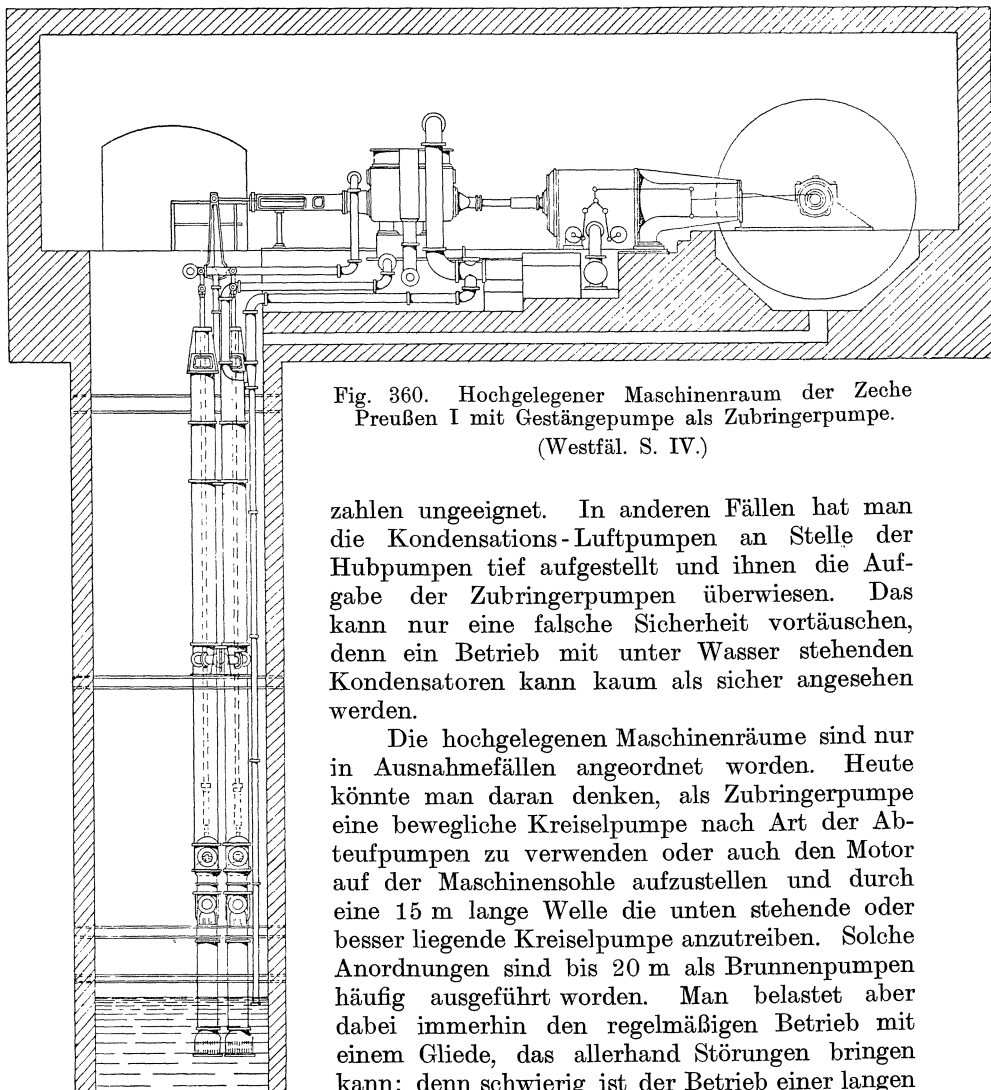 Fig. 360. Hochgelegener Maschinenraum der Zeche
Preußen I mit Gestängepumpe als Zubringerpumpe.
(Westfäl. S. IV.)
zahlen ungeeignet. In anderen Fällen hat man
die Kondensations-Luftpumpen an Stelle der
Hubpumpen tief aufgestellt und ihnen die Auf-
gabe der Zubringerpumpen überwiesen. Das
kann nur eine falsche Sicherheit vortäuschen,
denn ein Betrieb mit unter Wasser stehenden
Kondensatoren kann kaum als sicher angesehen
werden.
Die hochgelegenen Maschinenräume sind nur
in Ausnahmefällen angeordnet worden. Heute
könnte man daran denken, als Zubringerpumpe
eine bewegliche Kreiselpumpe nach Art der Ab-
teufpumpen zu verwenden oder auch den Motor
auf der Maschinensohle aufzustellen und durch
eine 15 m lange Welle die unten stehende oder
besser liegende Kreiselpumpe anzutreiben. Solche
Anordnungen sind bis 20 m als Brunnenpumpen
häufig ausgeführt worden. Man belastet aber
dabei immerhin den regelmäßigen Betrieb mit
einem Gliede, das allerhand Störungen bringen
kann; denn schwierig ist der Betrieb einer langen